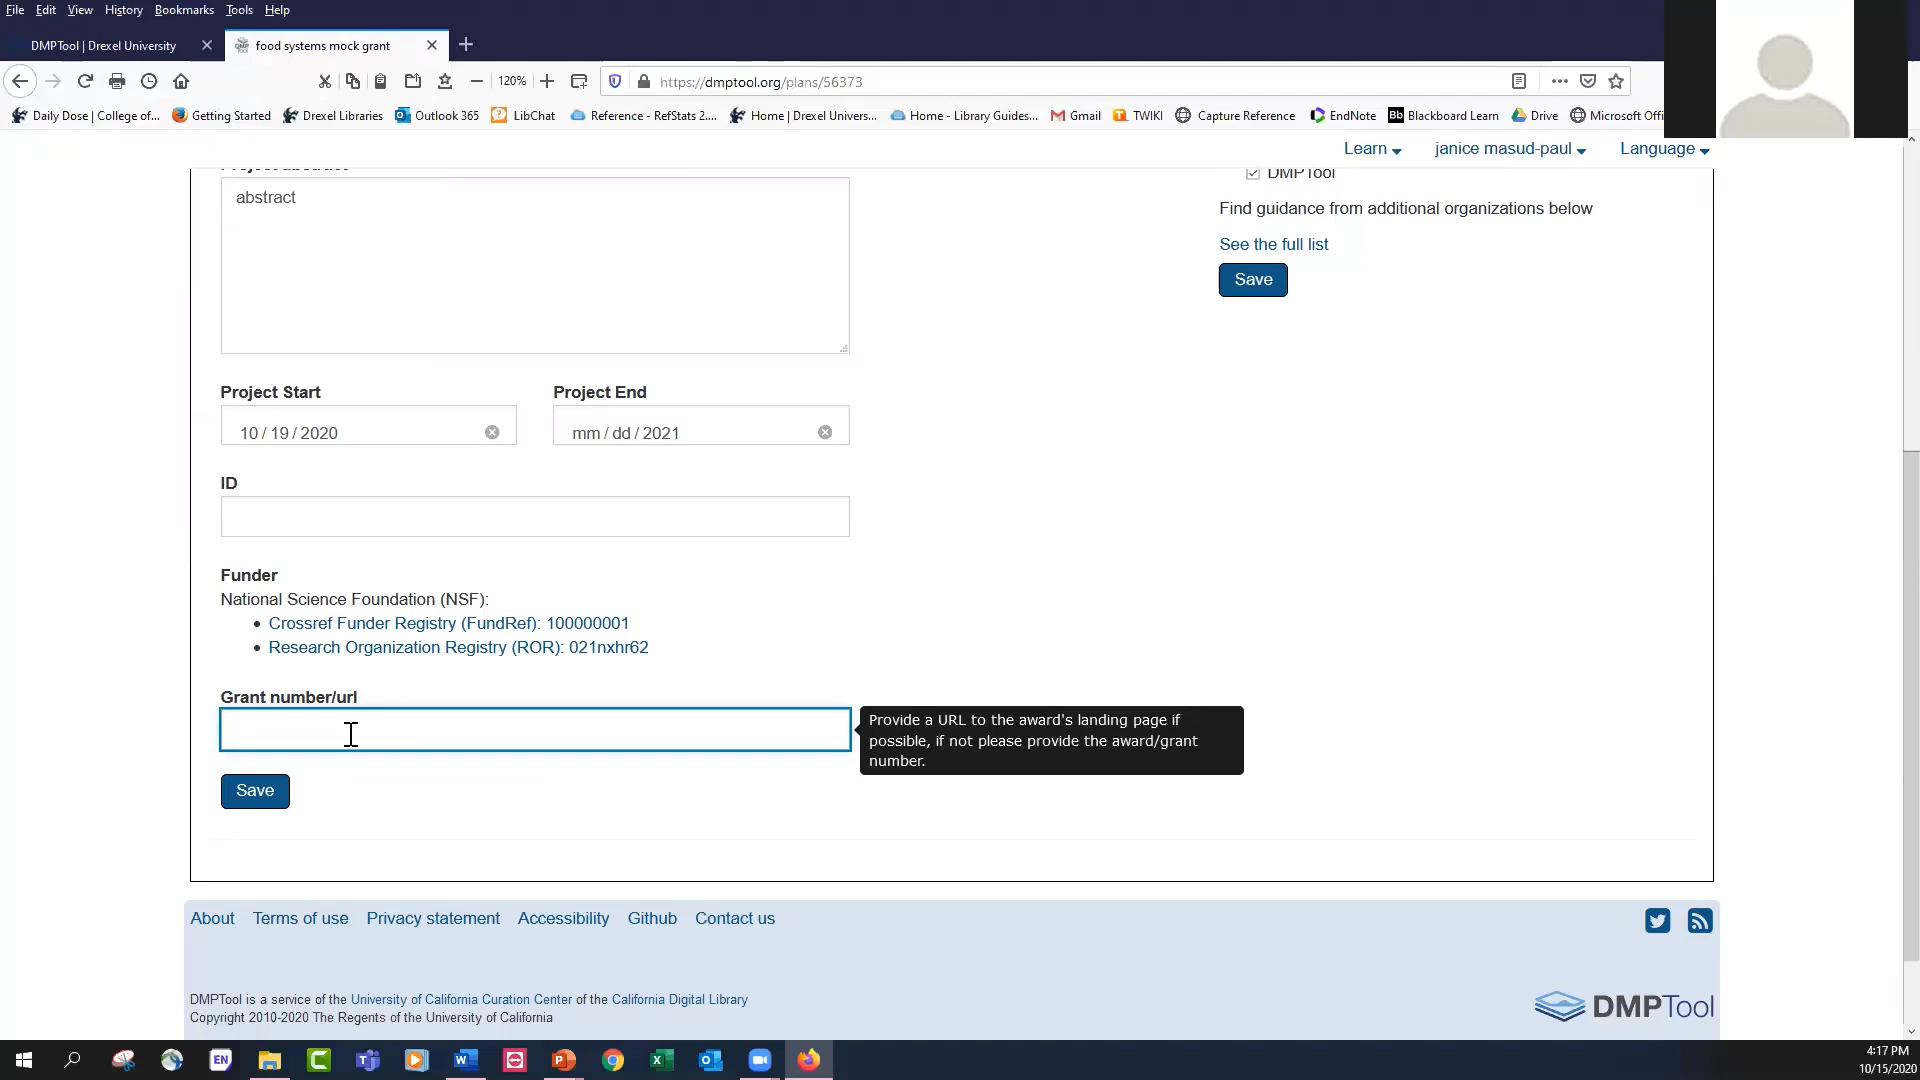 File Edit View History Bookmarks Tools Help
DMPTool | Drexel University
food systems mock grant
120%
https://dmptool.org/plans/56373
Daily Dose | College of...
Getting Started
Drexel Libraries
Outlook 365
LibChat
Reference - RefStats 2....
Home | Drexel Univers...
Home - Library Guides...
Gmail
TWIKI
Capture Reference
EndNote
Bb Blackboard Learn
Drive
Microsoft Offi
Learn
janice masud-paul
Language
Project abstract
abstract
DMPTool
Find guidance from additional organizations below
See the full list
Save
Project Start
Project End
10 / 19 / 2020
mm / dd / 2021
ID
Funder
National Science Foundation (NSF):
• Crossref Funder Registry (FundRef): 100000001
• Research Organization Registry (ROR): 021nxhr62
Grant number/url
Provide a URL to the award's landing page if
possible, if not please provide the award/grant
number.
Save
About Terms of use Privacy statement Accessibility Github Contact us
DMPTool is a service of the University of California Curation Center of the California Digital Library
Copyright 2010-2020 The Regents of the University of California
DMPTool
EN
4:17 PM
10/15/2020